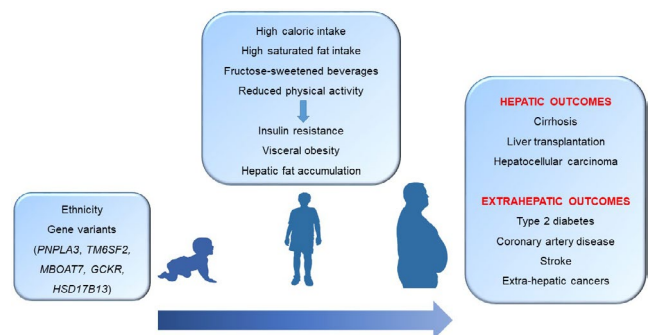 High caloric intake
High saturated fat intake
Fructose-sweetened beverages
Reduced physical activity
Insulin resistance
Visceral obesity
Hepatic fat accumulation
Ethnicity
Gene variants
(PNPLA3, TM6SF2,
MBOAT7, GCKR,
HSD17B13)
HEPATIC OUTCOMES
Cirrhosis
Liver transplantation
Hepatocellular carcinoma
EXTRAHEPATIC OUTCOMES
Type 2 diabetes
Coronary artery disease
Stroke
Extra-hepatic cancers